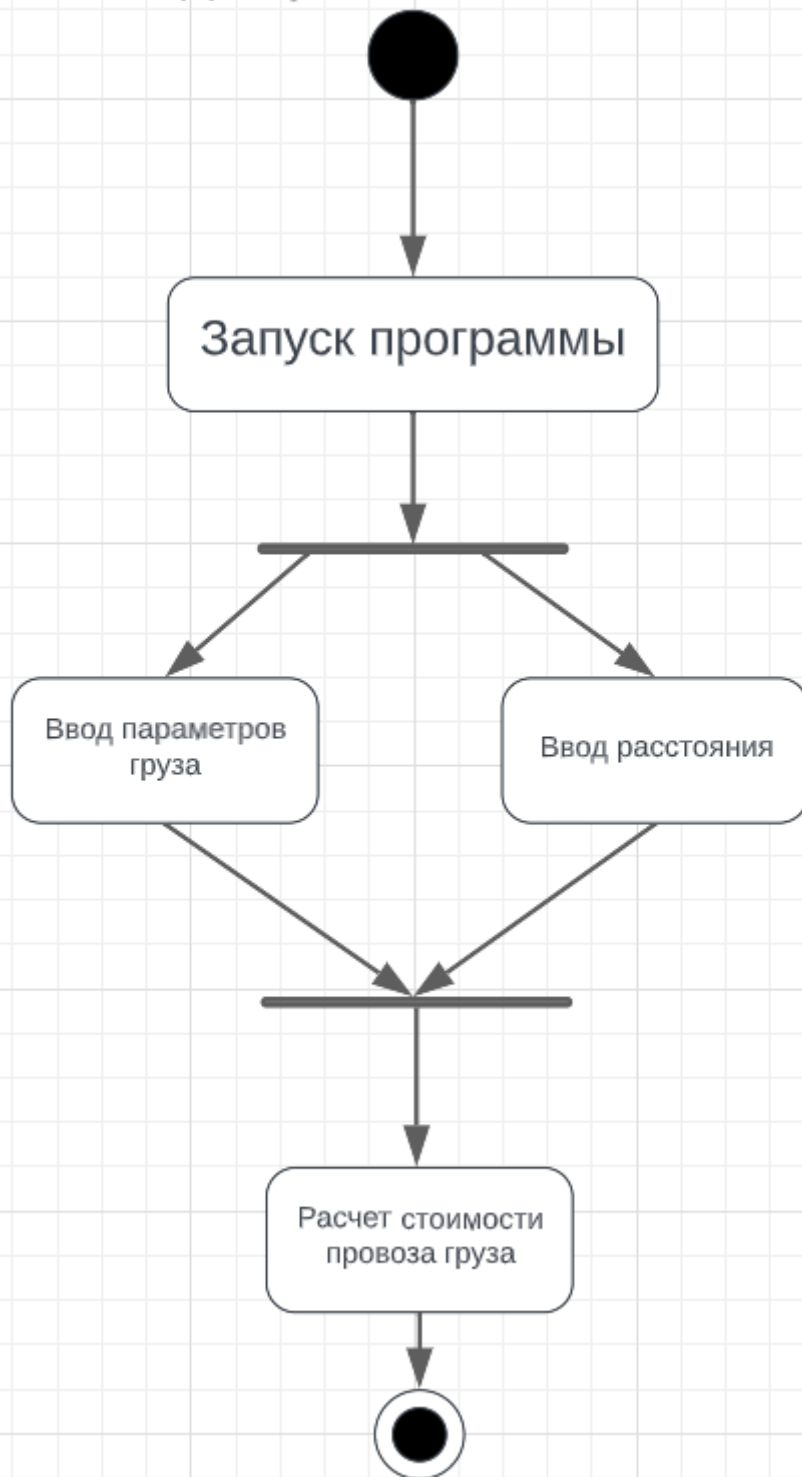 Запуск программы
Ввод параметров
груза
Ввод расстояния
Расчет стоимости
провоза груза